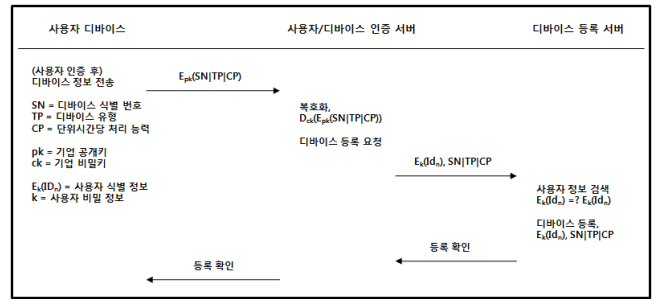 사용자 디바이스
사용자/디바이스 인증 서버
디바이스 등록 서버
(사용자 인증 후)
디바이스 정보 전송
SN = 디바이스 식별 번호
TP = 디바이스 유형
CP = 단위시간당 처리 능력
pk = 기업 공개키
ck = 기업 비밀키
Ek(IDn) = 사용자 식별 정보
k = 사용자 비밀 정보
Epk(SN|TP|CP)
복호화,
Dck(Epk(SN|TP|CP))
디바이스 등록 요청
Ek(Idn), SN|TP|CP
사용자 정보 검색
Ek(Idn) =? Ek(Idn)
디바이스 등록,
Ek(Idn), SN|TP|CP
등록 확인
등록 확인